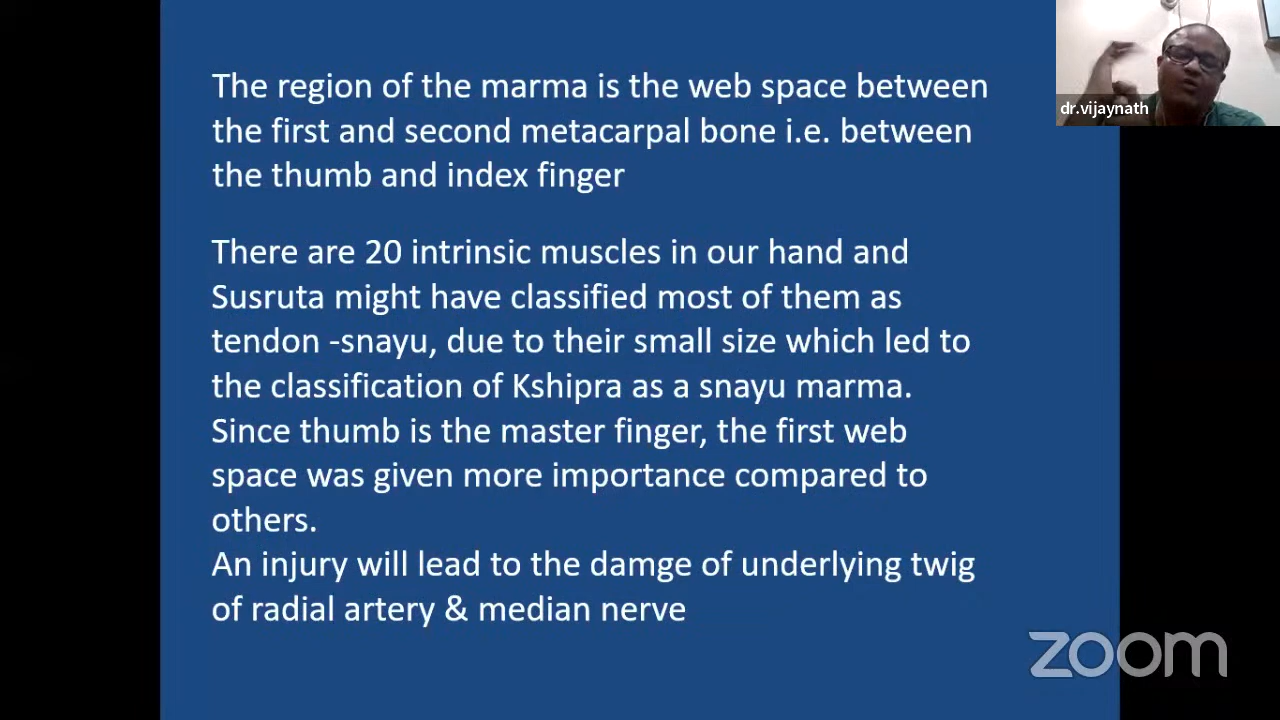 The region of the marma is the web space between
the first and second metacarpal bone i.e. between
the thumb and index finger
There are 20 intrinsic muscles in our hand and
Susruta might have classified most of them as
tendon -snayu, due to their small size which led to
the classification of Kshipra as a snayu marma.
Since thumb is the master finger, the first web
space was given more importance compared to
others.
An injury will lead to the damge of underlying twig
of radial artery & median nerve
dr.vijaynath
zoom